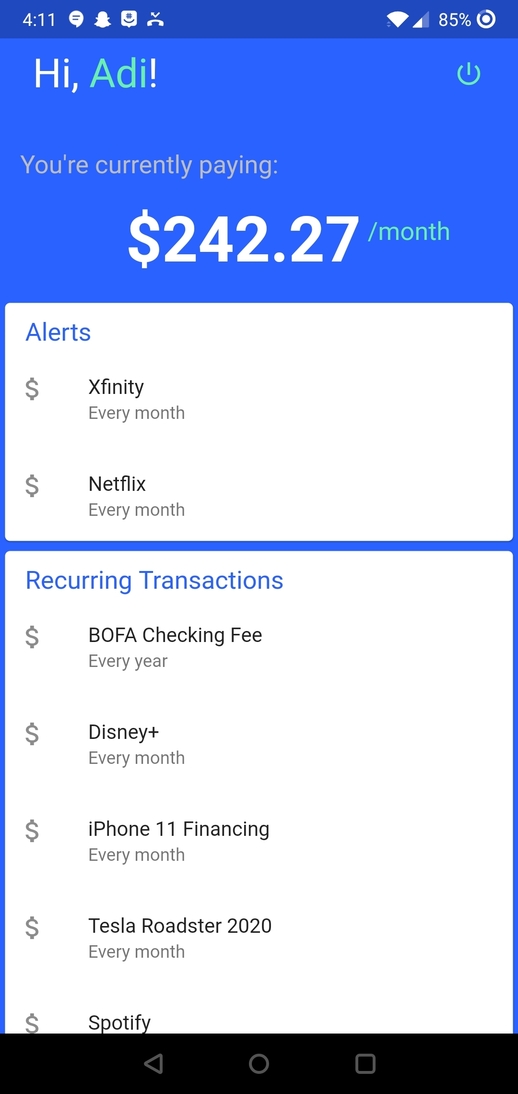 4:11 85%
Hi, Adi!
You're currently paying:
$242.27 /month
Alerts
$ Xfinity
Every month
$ Netflix
Every month
Recurring Transactions
$ BOFA Checking Fee
Every year
$ Disney+
Every month
$ iPhone 11 Financing
Every month
$ Tesla Roadster 2020
Every month
$ Spotify